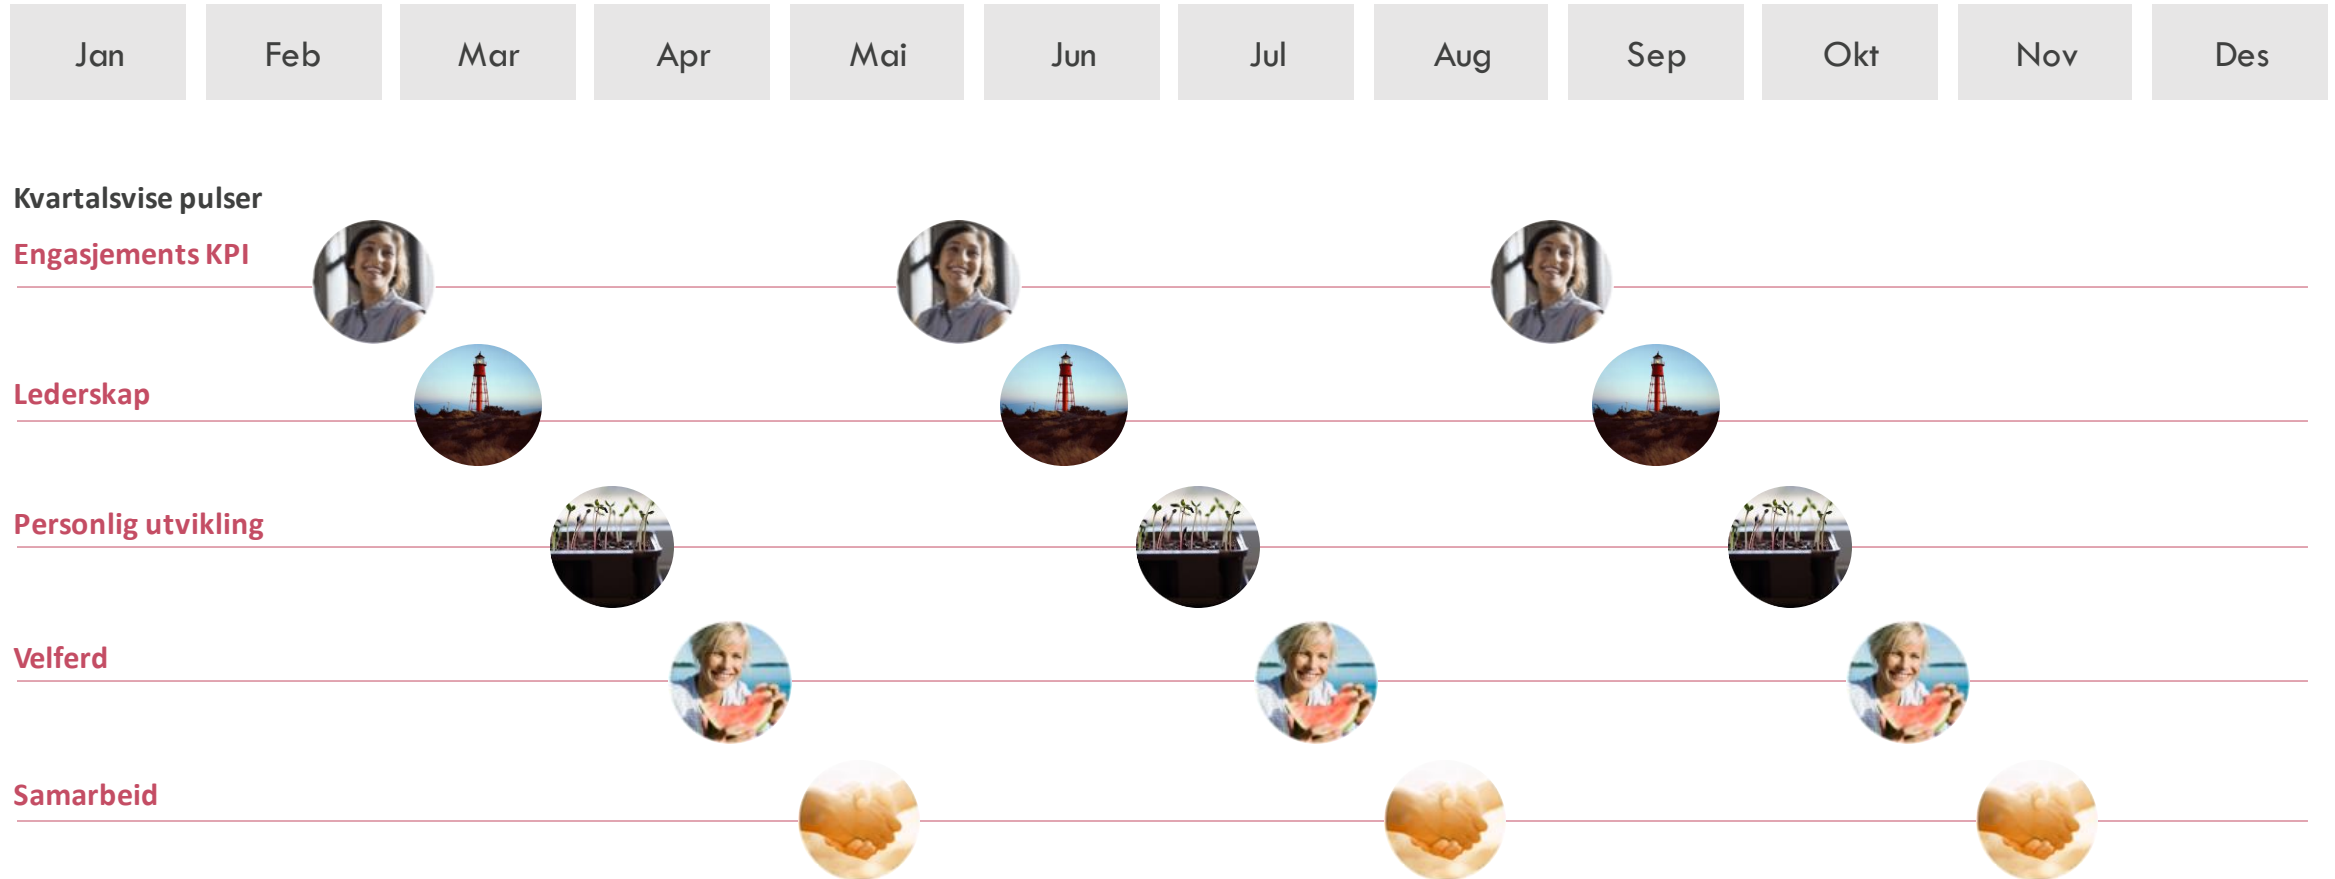 Jan Feb Mar Apr Mai Jun Jul Aug Sep Okt Nov Des
Kvartalsvise pulser
Engasjements KPI
Lederskap
Personlig utvikling
Velferd
Samarbeid